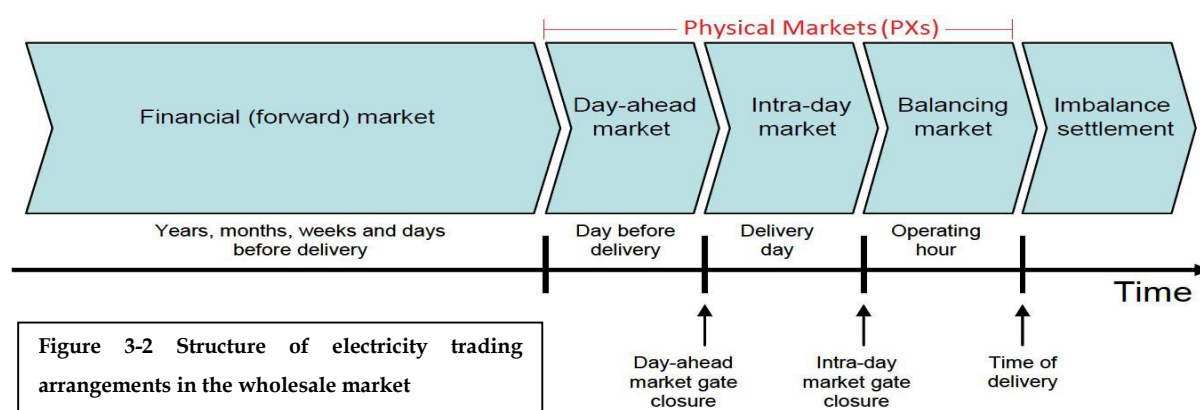 Physical Markets (PXs)
Financial (forward) market
Day-ahead
market
Intra-day
market
Balancing
market
Imbalance
settlement
Years, months, weeks and days
before delivery
Day before
delivery
Delivery
day
Operating
hour
Time
Day-ahead
market gate
closure
Intra-day
market gate
closure
Time of
delivery
Figure 3-2 Structure of electricity trading
arrangements in the wholesale market